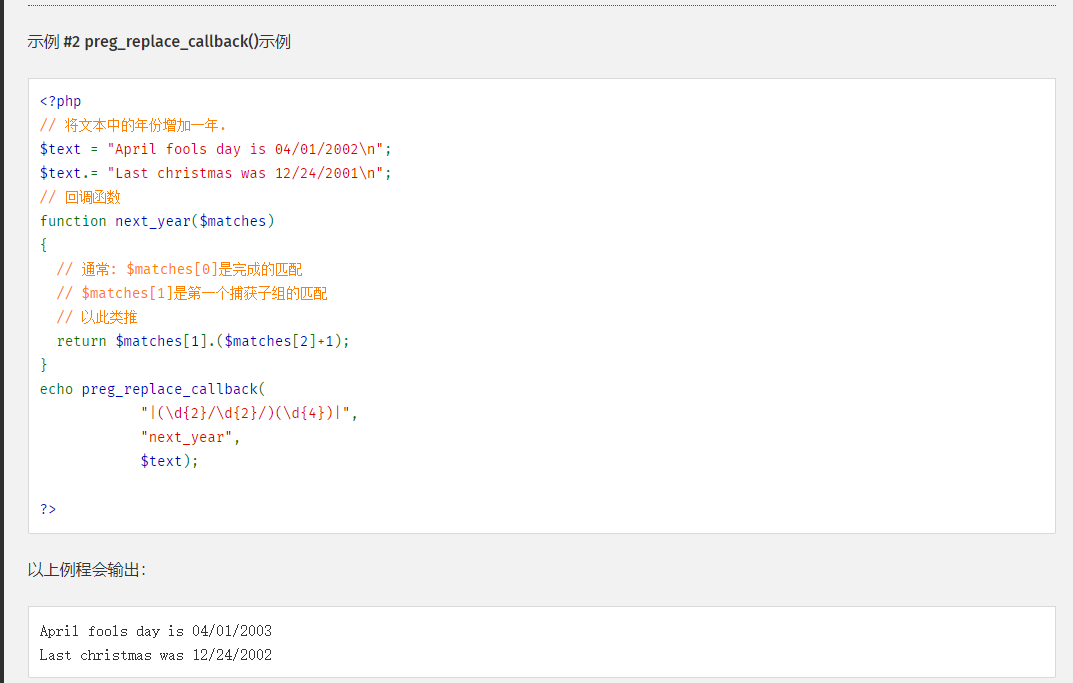 示例 #2 preg_replace_callback()示例
<?php
// 将文本中的年份增加一年.
$text = "April fools day is 04/01/2002\n";
$text.= "Last christmas was 12/24/2001\n";
// 回调函数
function next_year($matches)
{
  // 通常: $matches[0]是完成的匹配
  // $matches[1]是第一个捕获子组的匹配
  // 以此类推
  return $matches[1].($matches[2]+1);
}
echo preg_replace_callback(
            "|(\d{2}/\d{2}/)(\d{4})|",
            "next_year",
            $text);
?>
以上例程会输出：
April fools day is 04/01/2003
Last christmas was 12/24/2002